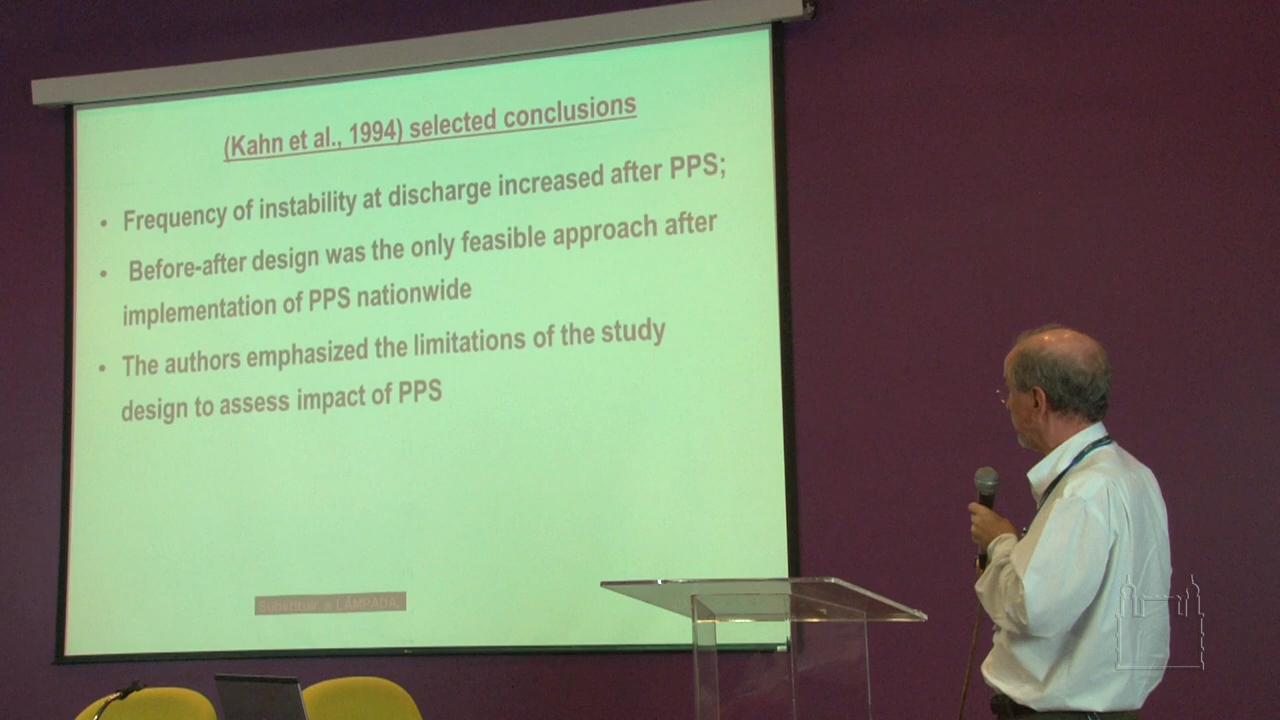 (Kahn et al., 1994) selected conclusions
• Frequency of instability at discharge increased after PPS;
• Before-after design was the only feasible approach after
implementation of PPS nationwide
• The authors emphasized the limitations of the study
design to assess impact of PPS
Substituir a LÂMPADA.